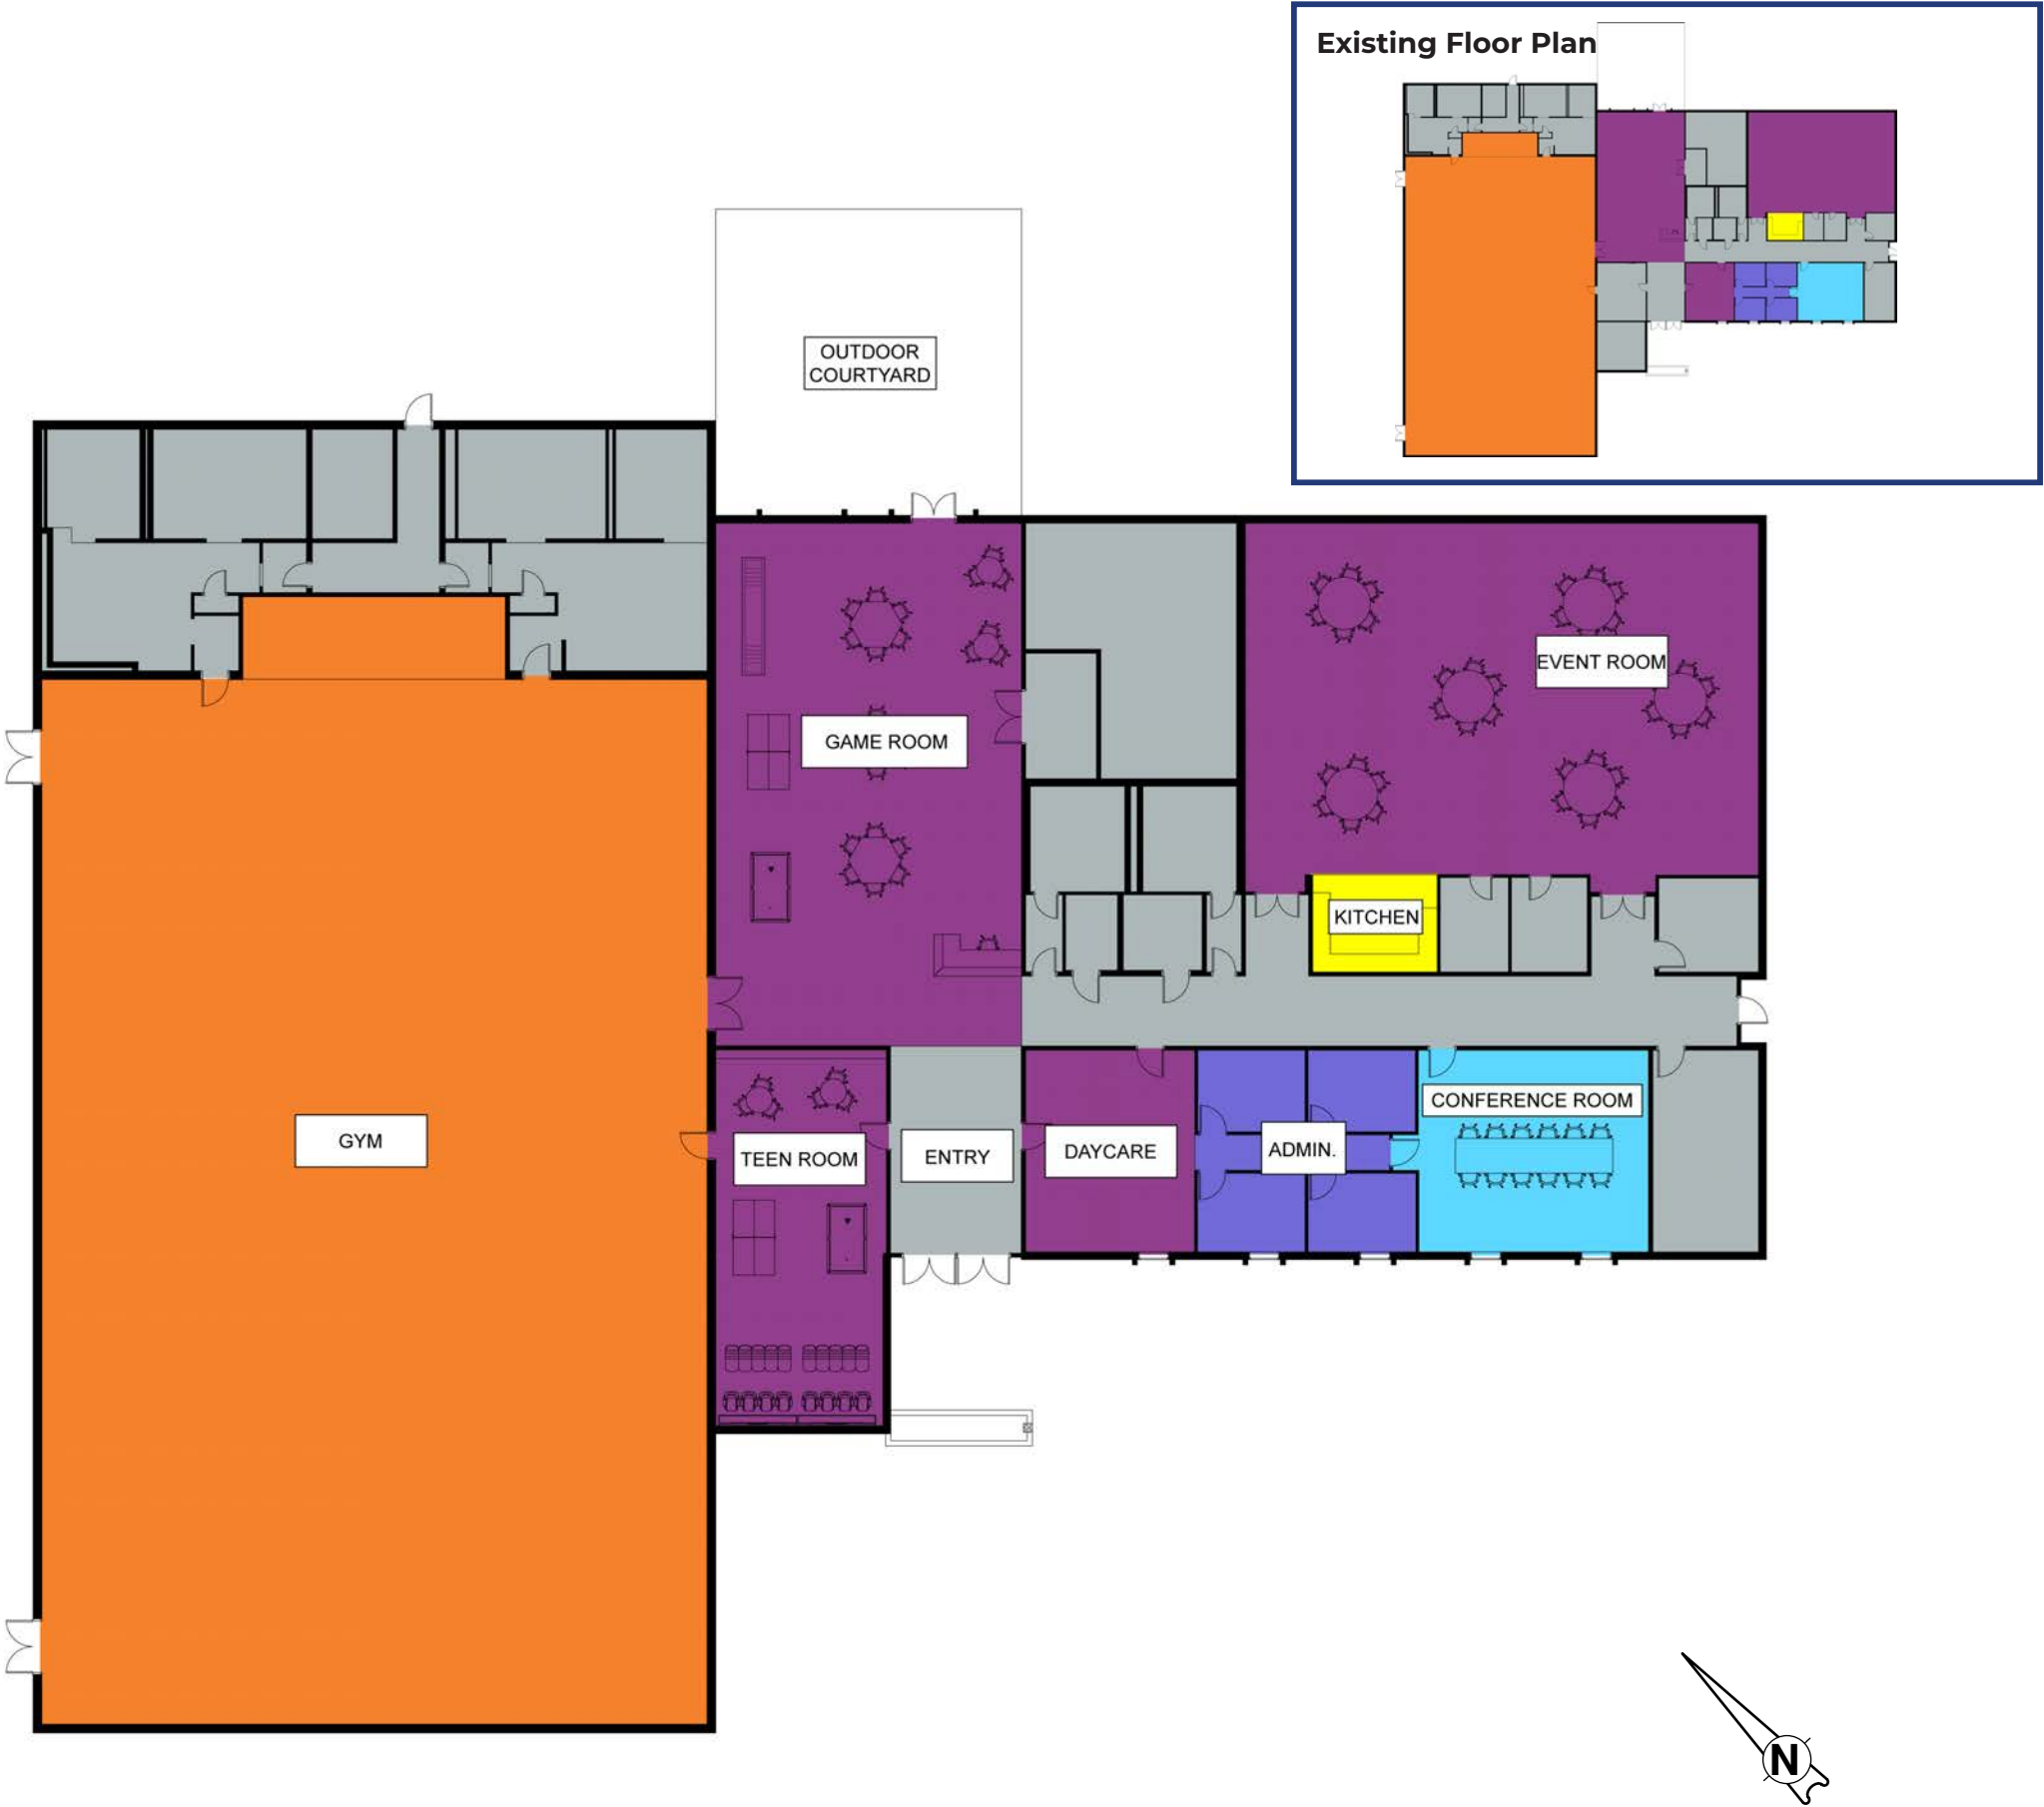 Existing Floor Plan
OUTDOOR
COURTYARD
EVENT ROOM
GAME ROOM
KITCHEN
CONFERENCE ROOM
GYM
TEEN ROOM
ENTRY
DAYCARE
ADMIN.
N